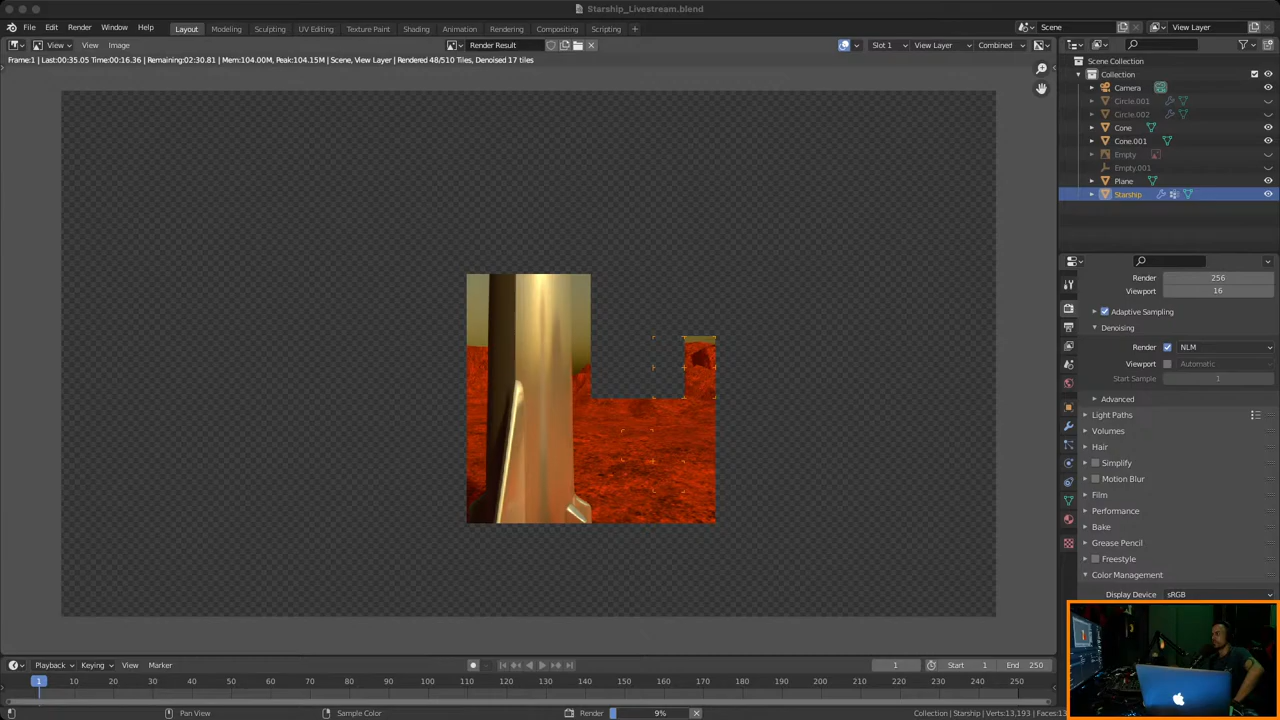 Starship_Livestream.blend
File Edit Render Window Help Layout Modeling Sculpting UV Editing Texture Paint Shading Animation Rendering Compositing Scripting + Scene View Layer
View View Image Render Result Slot 1 View Layer Combined
Frame:1 | Last:00:35.05 Time:00:16.36 | Remaining:02:30.81 | Mem:104.00M, Peak:104.15M | Scene, View Layer | Rendered 48/510 Tiles, Denoised 17 tiles
Scene Collection
Collection
Camera
Circle.001
Circle.002
Cone
Cone.001
Empty
Empty.001
Plane
Starship
Render 256
Viewport 16
Adaptive Sampling
Denoising
Render NLM
Viewport Automatic
Start Sample 1
Advanced
Light Paths
Volumes
Hair
Simplify
Motion Blur
Film
Performance
Bake
Grease Pencil
Freestyle
Color Management
Display Device sRGB
Playback Keying View Marker 1 Start 1 End 250
1 10 20 30 40 50 60 70 80 90 100 110 120 130 140 150 160 170 180 190 200 210 220 230 240 250
Pan View Sample Color Render 9% Collection | Starship | Verts:13,193 | Faces:13